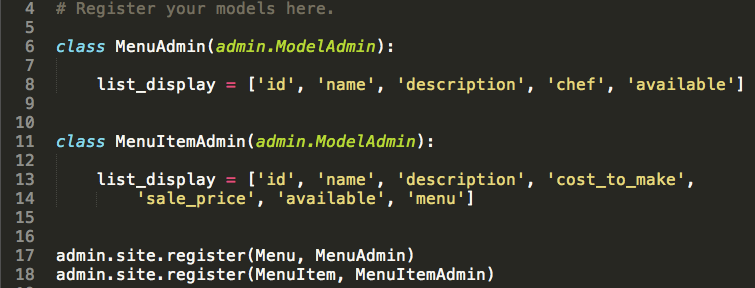 4 # Register your models here.
5
6 class MenuAdmin(admin.ModelAdmin):
7
8 list_display = ['id', 'name', 'description', 'chef', 'available']
9
10
11 class MenuItemAdmin(admin.ModelAdmin):
12
13 list_display = ['id', 'name', 'description', 'cost_to_make',
14 'sale_price', 'available', 'menu']
15
16
17 admin.site.register(Menu, MenuAdmin)
18 admin.site.register(MenuItem, MenuItemAdmin)